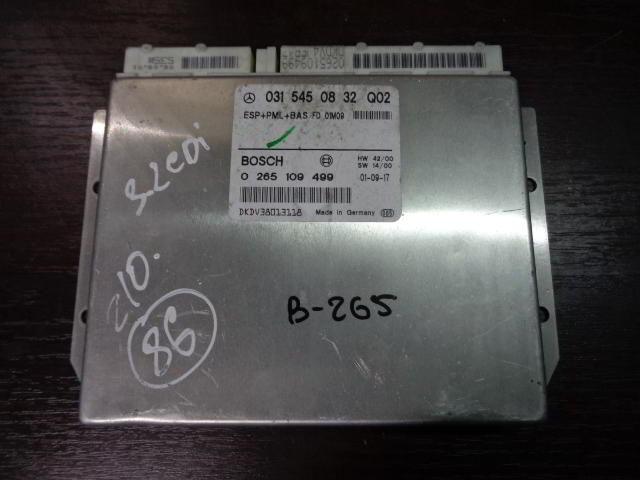 031 545 08 32 Q02
ESP+PML+BAS FD 01M09
BOSCH
HW 42/00
SW 14/00
0 265 109 499
01-09-17
DKDV38013118
Made in Germany
3.2CDi
210.
86
B-265